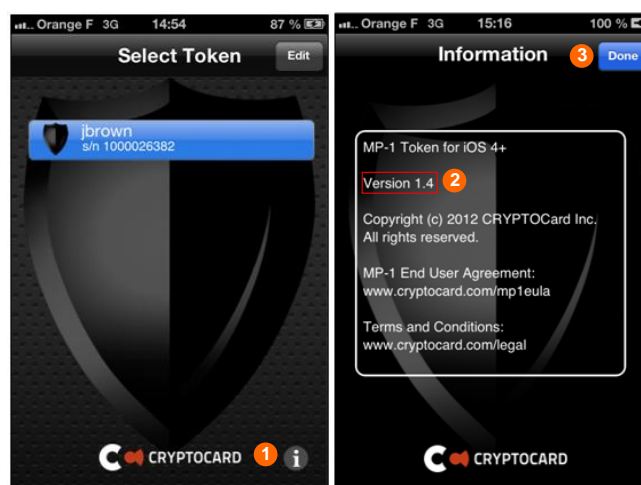 Orange F 3G 14:54 87 %
Select Token
Edit
jbrown
s/n 1000026382
1
CRYPTOCARD
i
Orange F 3G 15:16 100 %
Information
3
Done
MP-1 Token for iOS 4+
Version 1.4
2
Copyright (c) 2012 CRYPTOCard Inc.
All rights reserved.
MP-1 End User Agreement:
www.cryptocard.com/mp1eula
Terms and Conditions:
www.cryptocard.com/legal
CRYPTOCARD